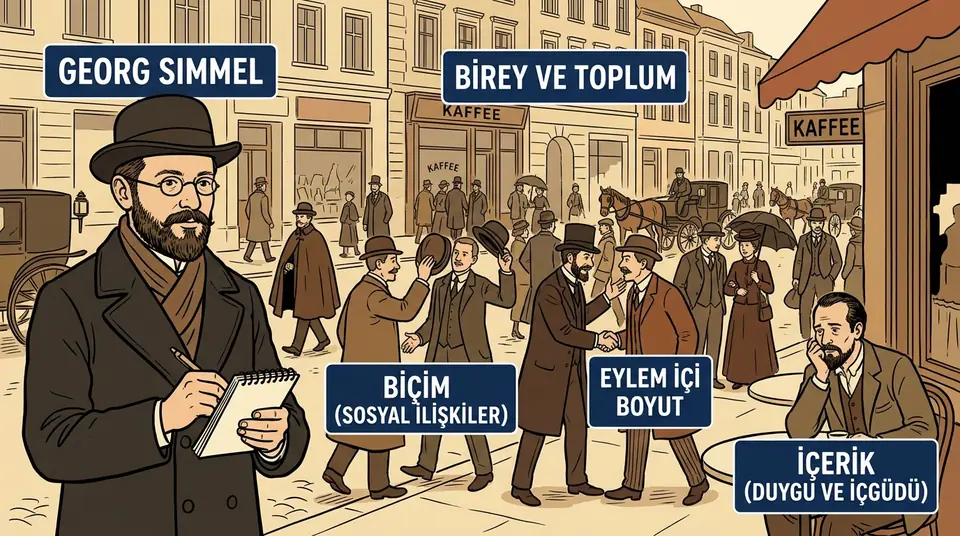 GEORG SIMMEL
BİREY VE TOPLUM
KAFFEE
KAFFEE
KAFFEE
BİÇİM
(SOSYAL İLİŞKİLER)
EYLEM İÇİ
BOYUT
İÇERİK
(DUYGU VE İÇGÜDÜ)